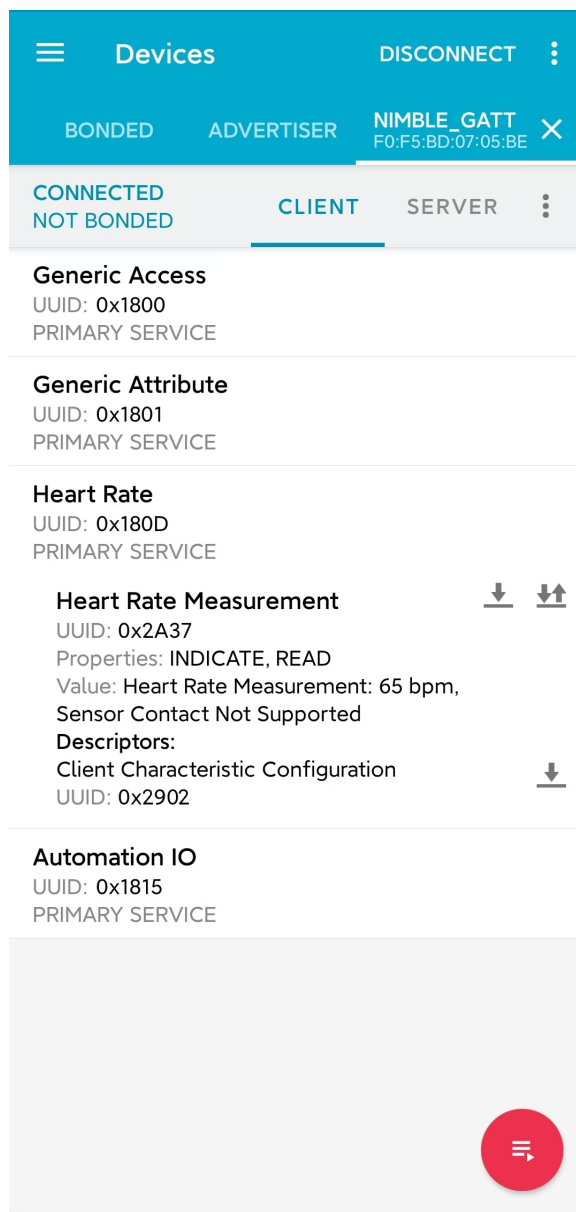 Devices
DISCONNECT
BONDED
ADVERTISER
NIMBLE_GATT
F0:F5:BD:07:05:BE
CONNECTED
NOT BONDED
CLIENT
SERVER
Generic Access
UUID: 0x1800
PRIMARY SERVICE
Generic Attribute
UUID: 0x1801
PRIMARY SERVICE
Heart Rate
UUID: 0x180D
PRIMARY SERVICE
Heart Rate Measurement
UUID: 0x2A37
Properties: INDICATE, READ
Value: Heart Rate Measurement: 65 bpm,
Sensor Contact Not Supported
Descriptors:
Client Characteristic Configuration
UUID: 0x2902
Automation IO
UUID: 0x1815
PRIMARY SERVICE